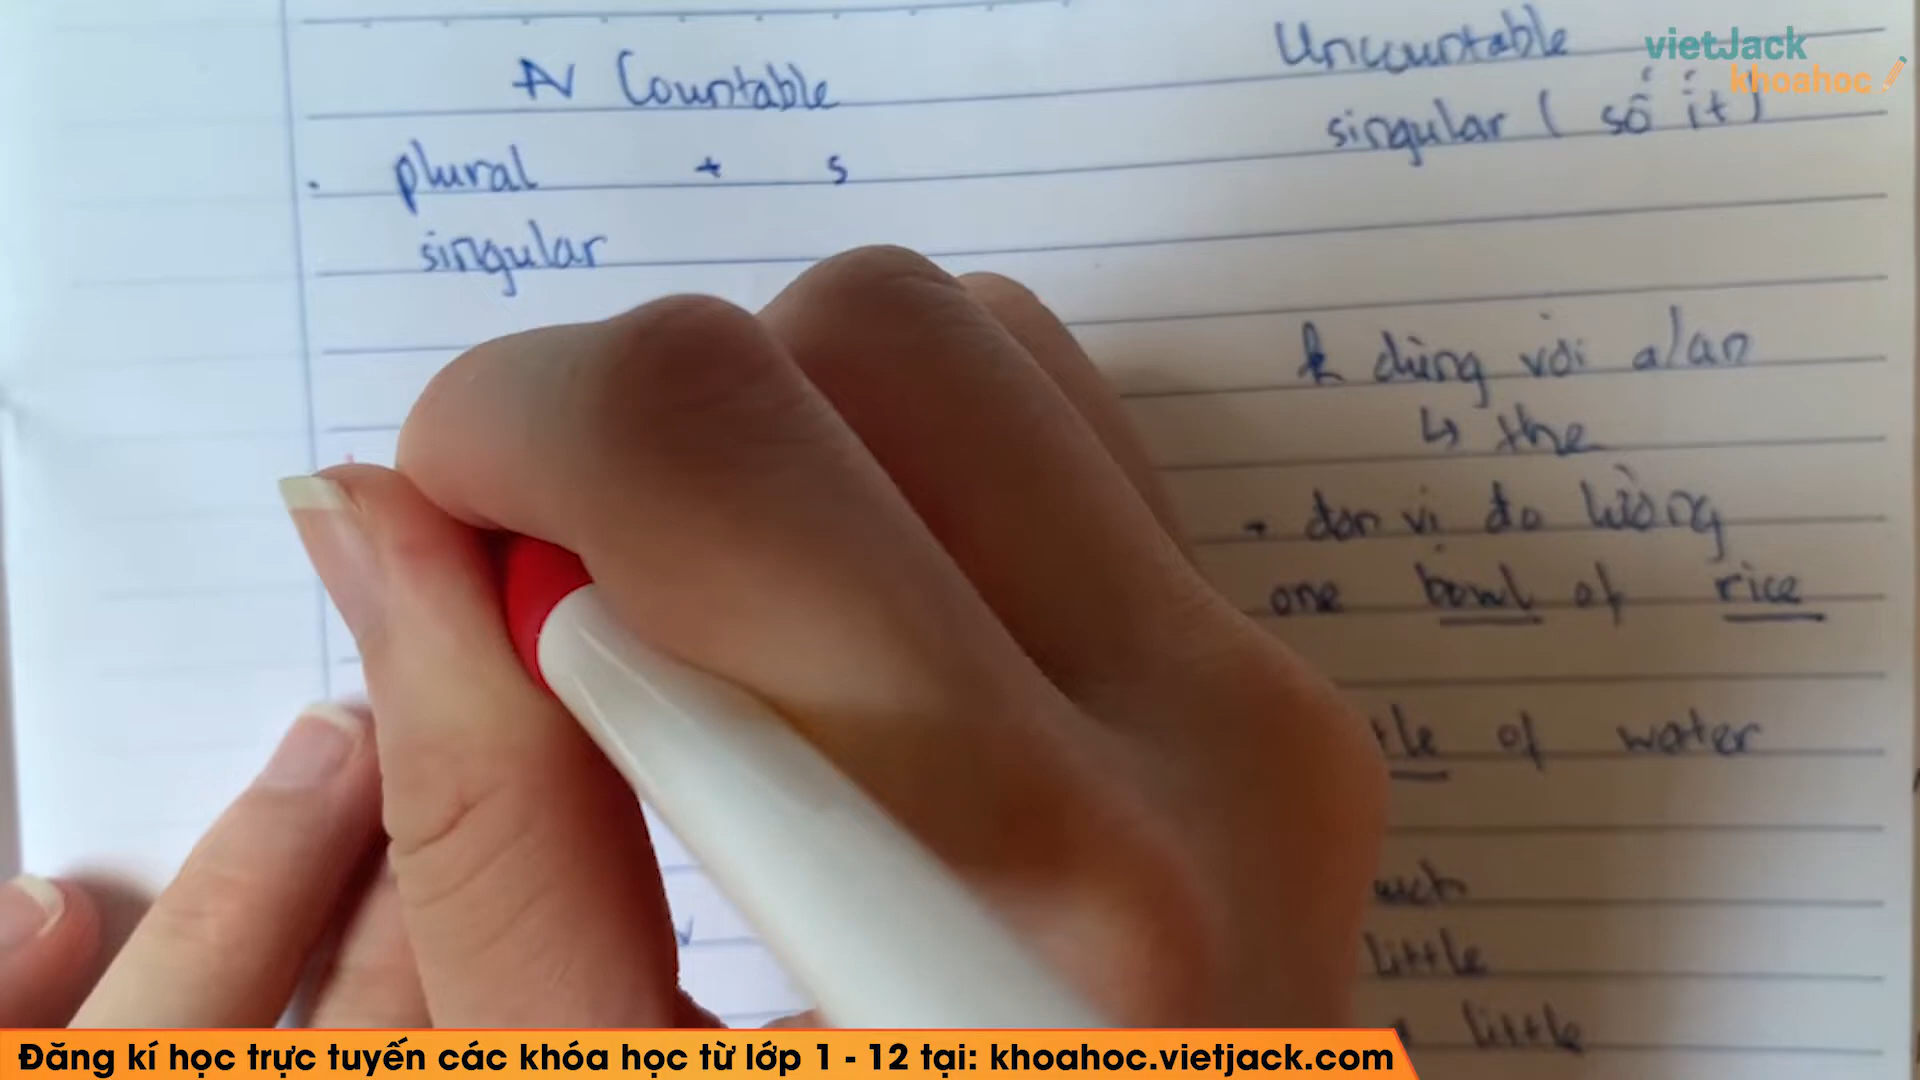 N Countable
plural + s
singular
Uncountable
singular ( số ít )
k dùng với a/an
↳ the
- đơn vị đo lường
one bowl of rice
tle of water
uch
little
little
vietJack
khoahoc
Đăng kí học trực tuyến các khóa học từ lớp 1 - 12 tại: khoahoc.vietjack.com